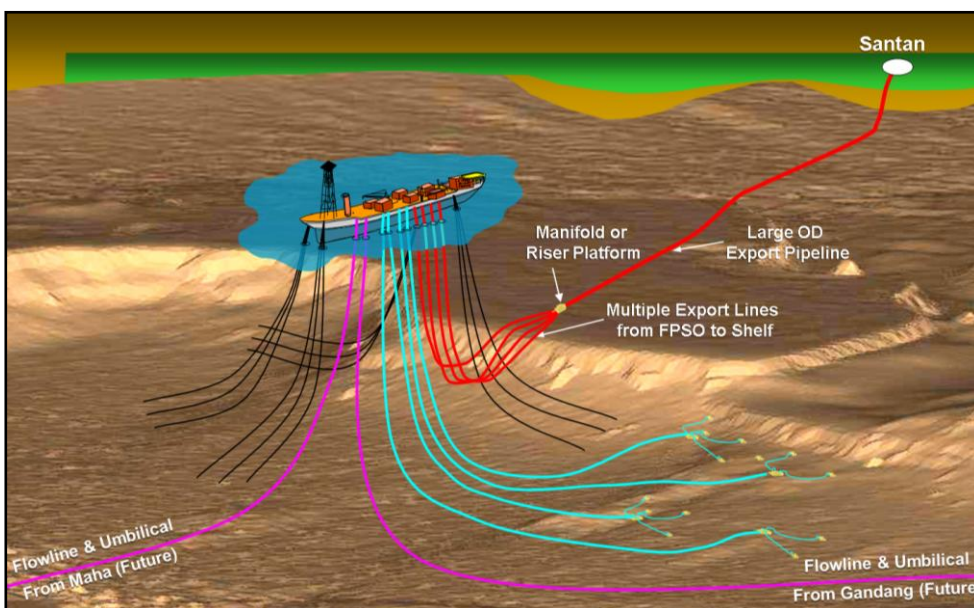 Santan
Manifold or
Riser Platform
Large OD
Export Pipeline
Multiple Export Lines
from FPSO to Shelf
Flowline & Umbilical
From Maha (Future)
Flowline & Umbilical
From Gandang (Future